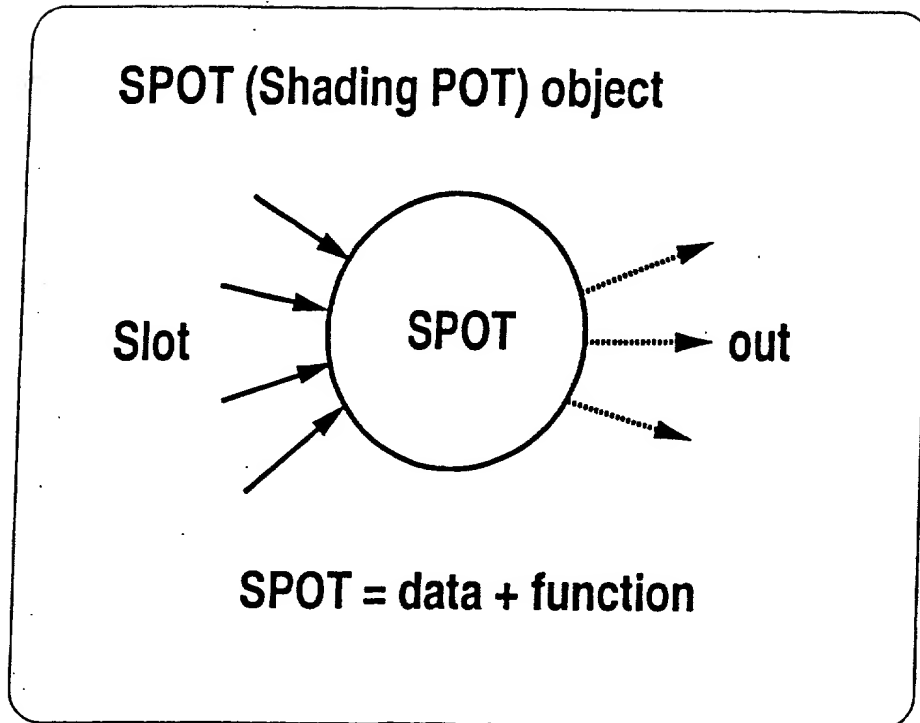 SPOT (Shading POT) object
Slot
SPOT
out
SPOT = data + function